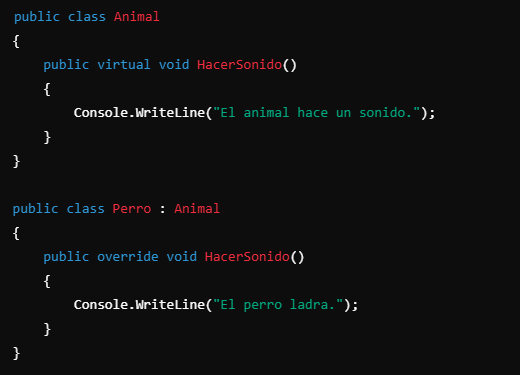 public class Animal
{
    public virtual void HacerSonido()
    {
        Console.WriteLine("El animal hace un sonido.");
    }
}

public class Perro : Animal
{
    public override void HacerSonido()
    {
        Console.WriteLine("El perro ladra.");
    }
}